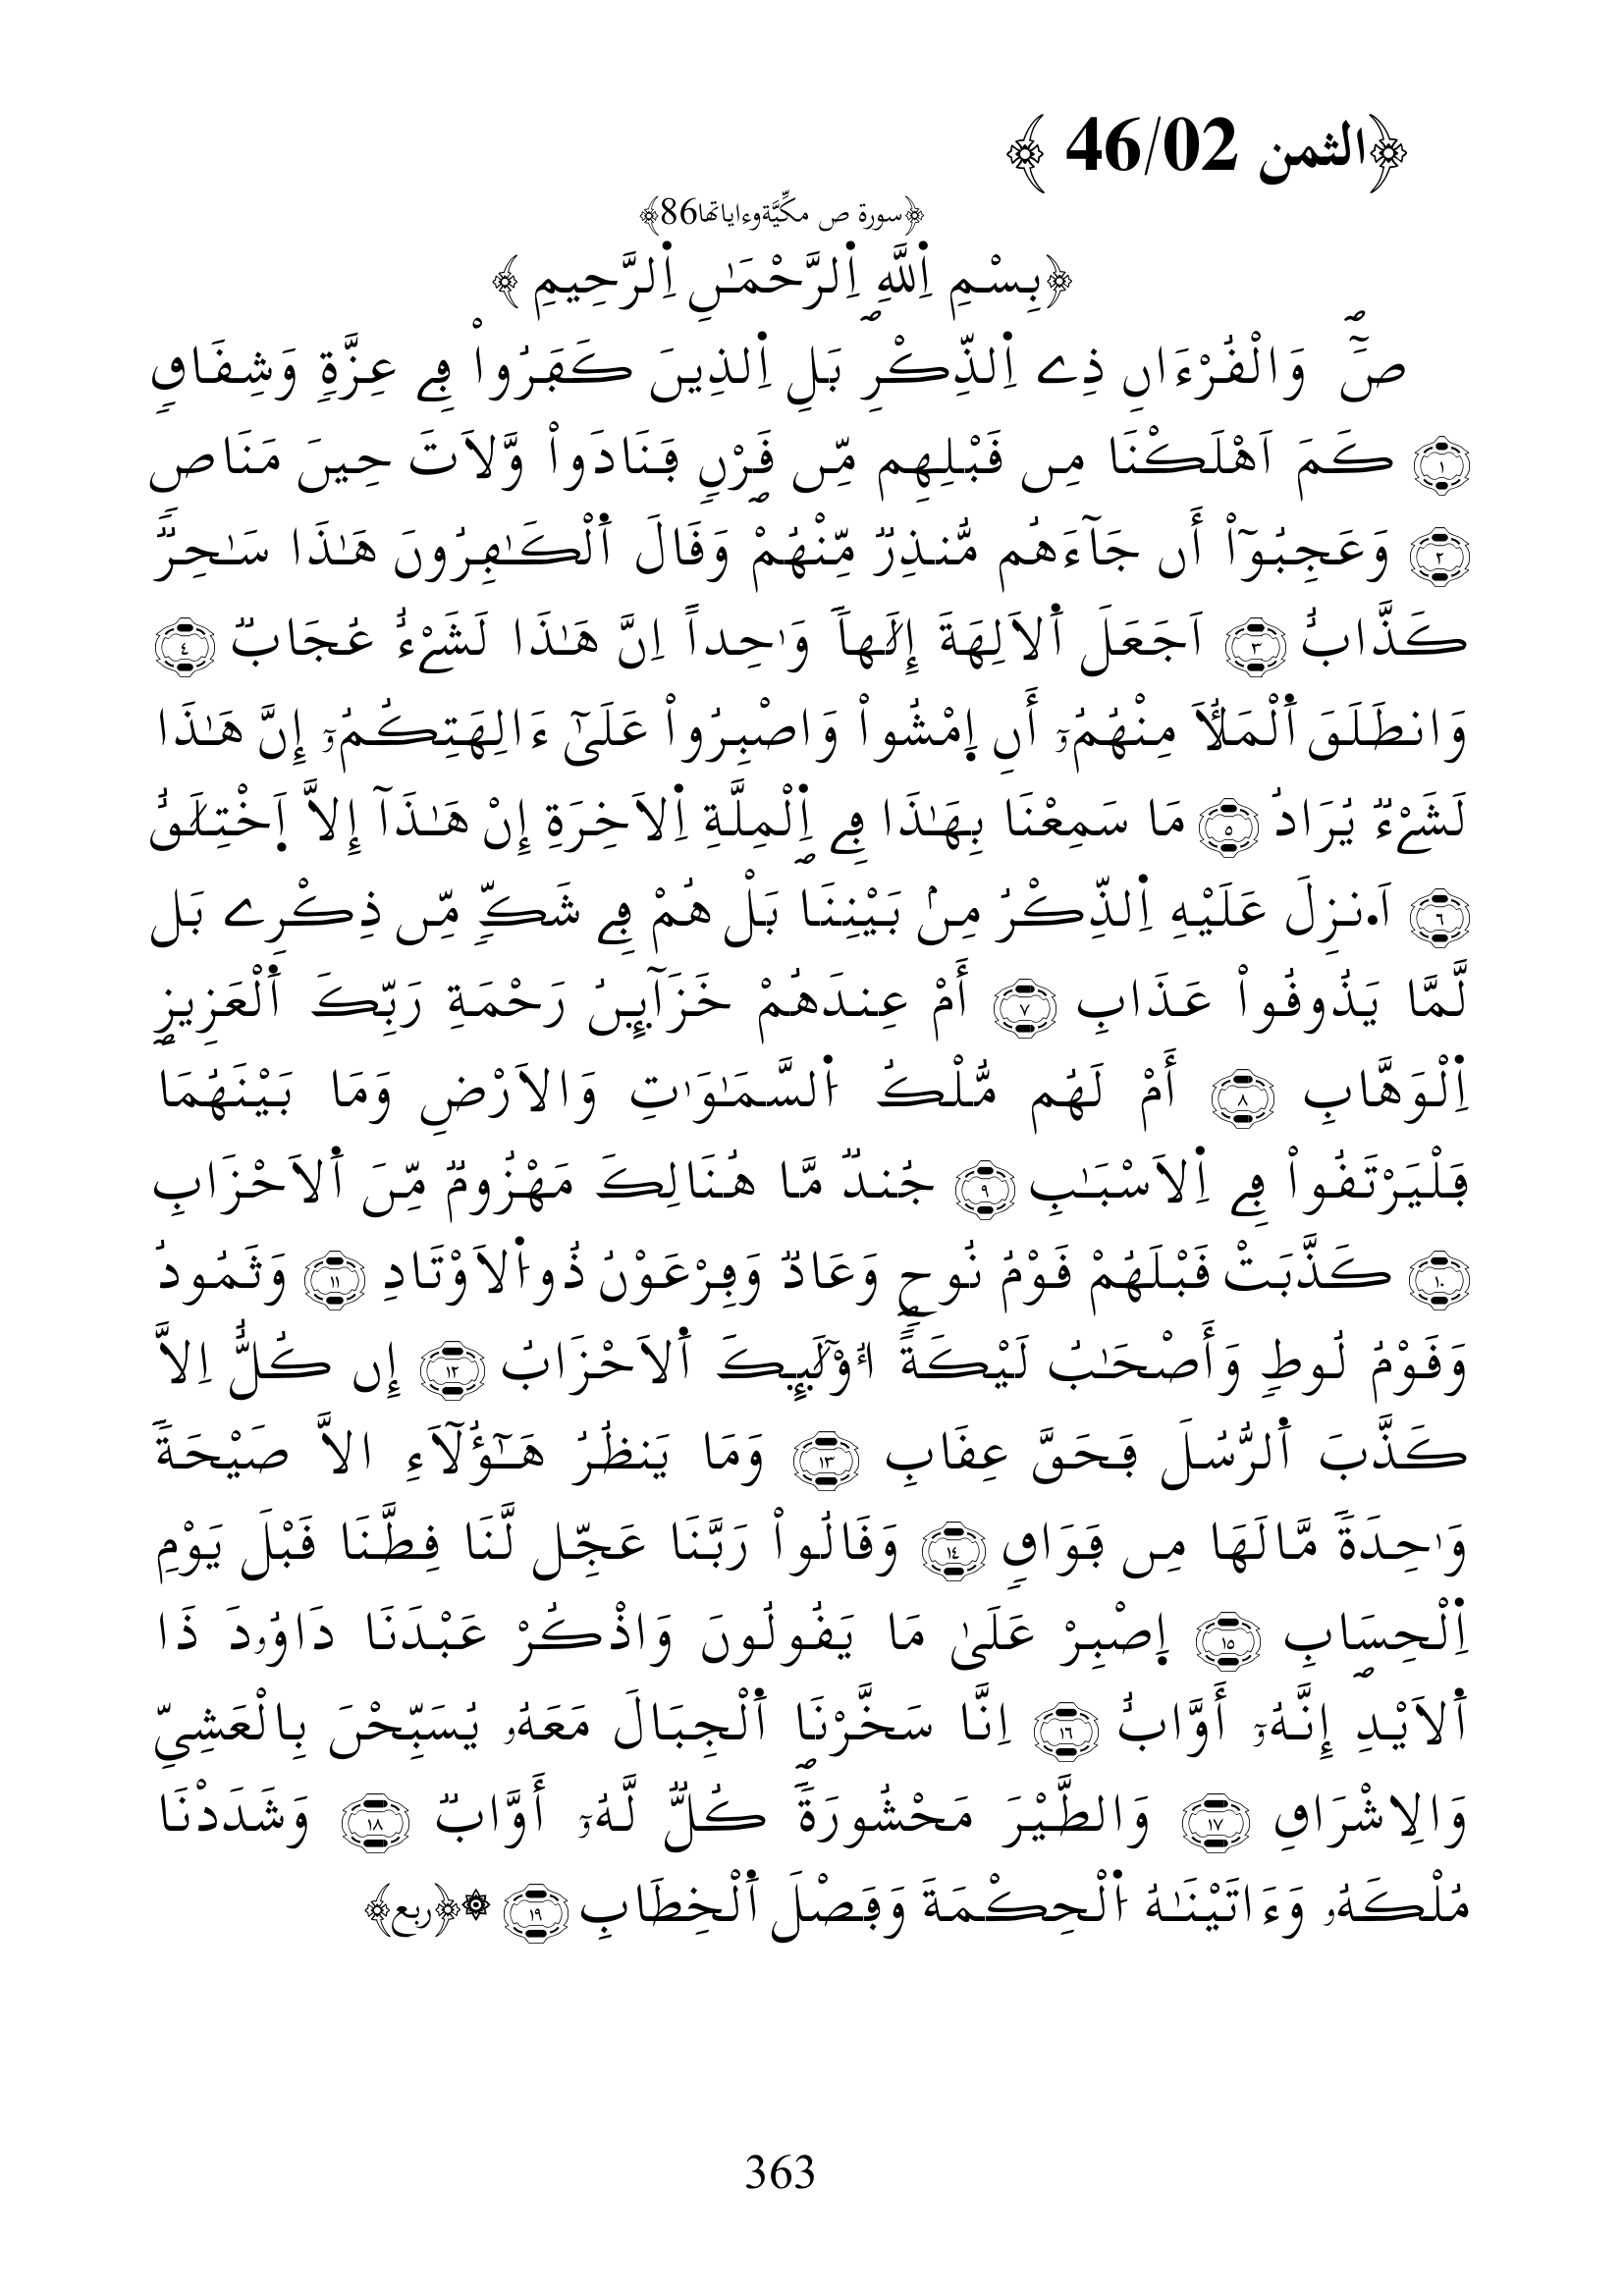 ﴿الثمن 46/02 ﴾
﴿سورة ص مكِّيَّةوءاياتها86﴾
﴿بِسْمِ اِ۬للَّهِ اِ۬لرَّحْمَٰنِ اِ۬لرَّحِيمِ ﴾
صَٓۖ وَالْقُرْءَانِ ذِے اِ۬لذِّكْرِۖ بَلِ اِ۬لذِينَ كَفَرُواْ فِے عِزَّةٖ وَشِقَاقٖ
١ كَمَ اَهْلَكْنَا مِن قَبْلِهِم مِّن قَرْنٖۖ فَنَادَواْ وَّلَاتَ حِينَ مَنَاصٖ
٢ وَعَجِبُوٓاْ أَن جَآءَهُم مُّنذِرٞ مِّنْهُمْ وَقَالَ اَ۬لْكَٰفِرُونَ هَٰذَا سَٰحِرٞ
كَذَّابٌ ٣ اَجَعَلَ اَ۬لَالِهَةَ إِلَٰهاٗ وَٰحِداً اِنَّ هَٰذَا لَشَےْءٌ عُجَابٞ ٤
وَانطَلَقَ اَ۬لْمَلَأُ مِنْهُمُۥٓ أَنِ اِ۪مْشُواْ وَاصْبِرُواْ عَلَىٰٓ ءَالِهَتِكُمُۥٓ إِنَّ هَٰذَا
لَشَےْءٞ يُرَادُ ٥ مَا سَمِعْنَا بِهَٰذَا فِے اِ۬لْمِلَّةِ اِ۬لَاخِرَةِ إِنْ هَٰذَآ إِلَّا اَ۪خْتِلَٰقٌ
٦ اَ۟نزِلَ عَلَيْهِ اِ۬لذِّكْرُ مِنۢ بَيْنِنَا بَلْ هُمْ فِے شَكّٖ مِّن ذِكْرِے بَل
لَّمَّا يَذُوقُواْ عَذَابِ ٧ أَمْ عِندَهُمْ خَزَآئِنُ رَحْمَةِ رَبِّكَ اَ۬لْعَزِيزِ
اِ۬لْوَهَّابِ ٨ أَمْ لَهُم مُّلْكُ اُ۬لسَّمَٰوَٰتِ وَالَارْضِ وَمَا بَيْنَهُمَا
فَلْيَرْتَقُواْ فِے اِ۬لَاسْبَٰبِ ٩ جُندٞ مَّا هُنَالِكَ مَهْزُومٞ مِّنَ اَ۬لَاحْزَابِ
١٠ كَذَّبَتْ قَبْلَهُمْ قَوْمُ نُوحٖ وَعَادٞ وَفِرْعَوْنُ ذُواُ۬لَاوْتَادِ ١١ وَثَمُودُ
وَقَوْمُ لُوطٖ وَأَصْحَٰبُ لَيْكَةَۖ أُوْلَٰٓئِكَ اَ۬لَاحْزَابُ ١٢ إِن كُلٌّ اِلَّا
كَذَّبَ اَ۬لرُّسُلَ فَحَقَّ عِقَابِ ١٣ وَمَا يَنظُرُ هَٰٓؤُلَآءِ الَّا صَيْحَةٗ
وَٰحِدَةٗ مَّالَهَا مِن فَوَاقٖ ١٤ وَقَالُواْ رَبَّنَا عَجِّل لَّنَا قِطَّنَا قَبْلَ يَوْمِ
اِ۬لْحِسَابِۖ ١٥ اِ۪صْبِرْ عَلَىٰ مَا يَقُولُونَ وَاذْكُرْ عَبْدَنَا دَاوُۥدَ ذَا
اَ۬لَايْدِ إِنَّهُۥٓ أَوَّابٌ ١٦ اِنَّا سَخَّرْنَا اَ۬لْجِبَالَ مَعَهُۥ يُسَبِّحْنَ بِالْعَشِيِّ
وَالِاشْرَاقِ ١٧ وَالطَّيْرَ مَحْشُورَةٗۖ كُلّٞ لَّهُۥٓ أَوَّابٞ ١٨ وَشَدَدْنَا
مُلْكَهُۥ وَءَاتَيْنَٰهُ اُ۬لْحِكْمَةَ وَفَصْلَ اَ۬لْخِطَابِ ١٩ ۞﴿ربع﴾
363